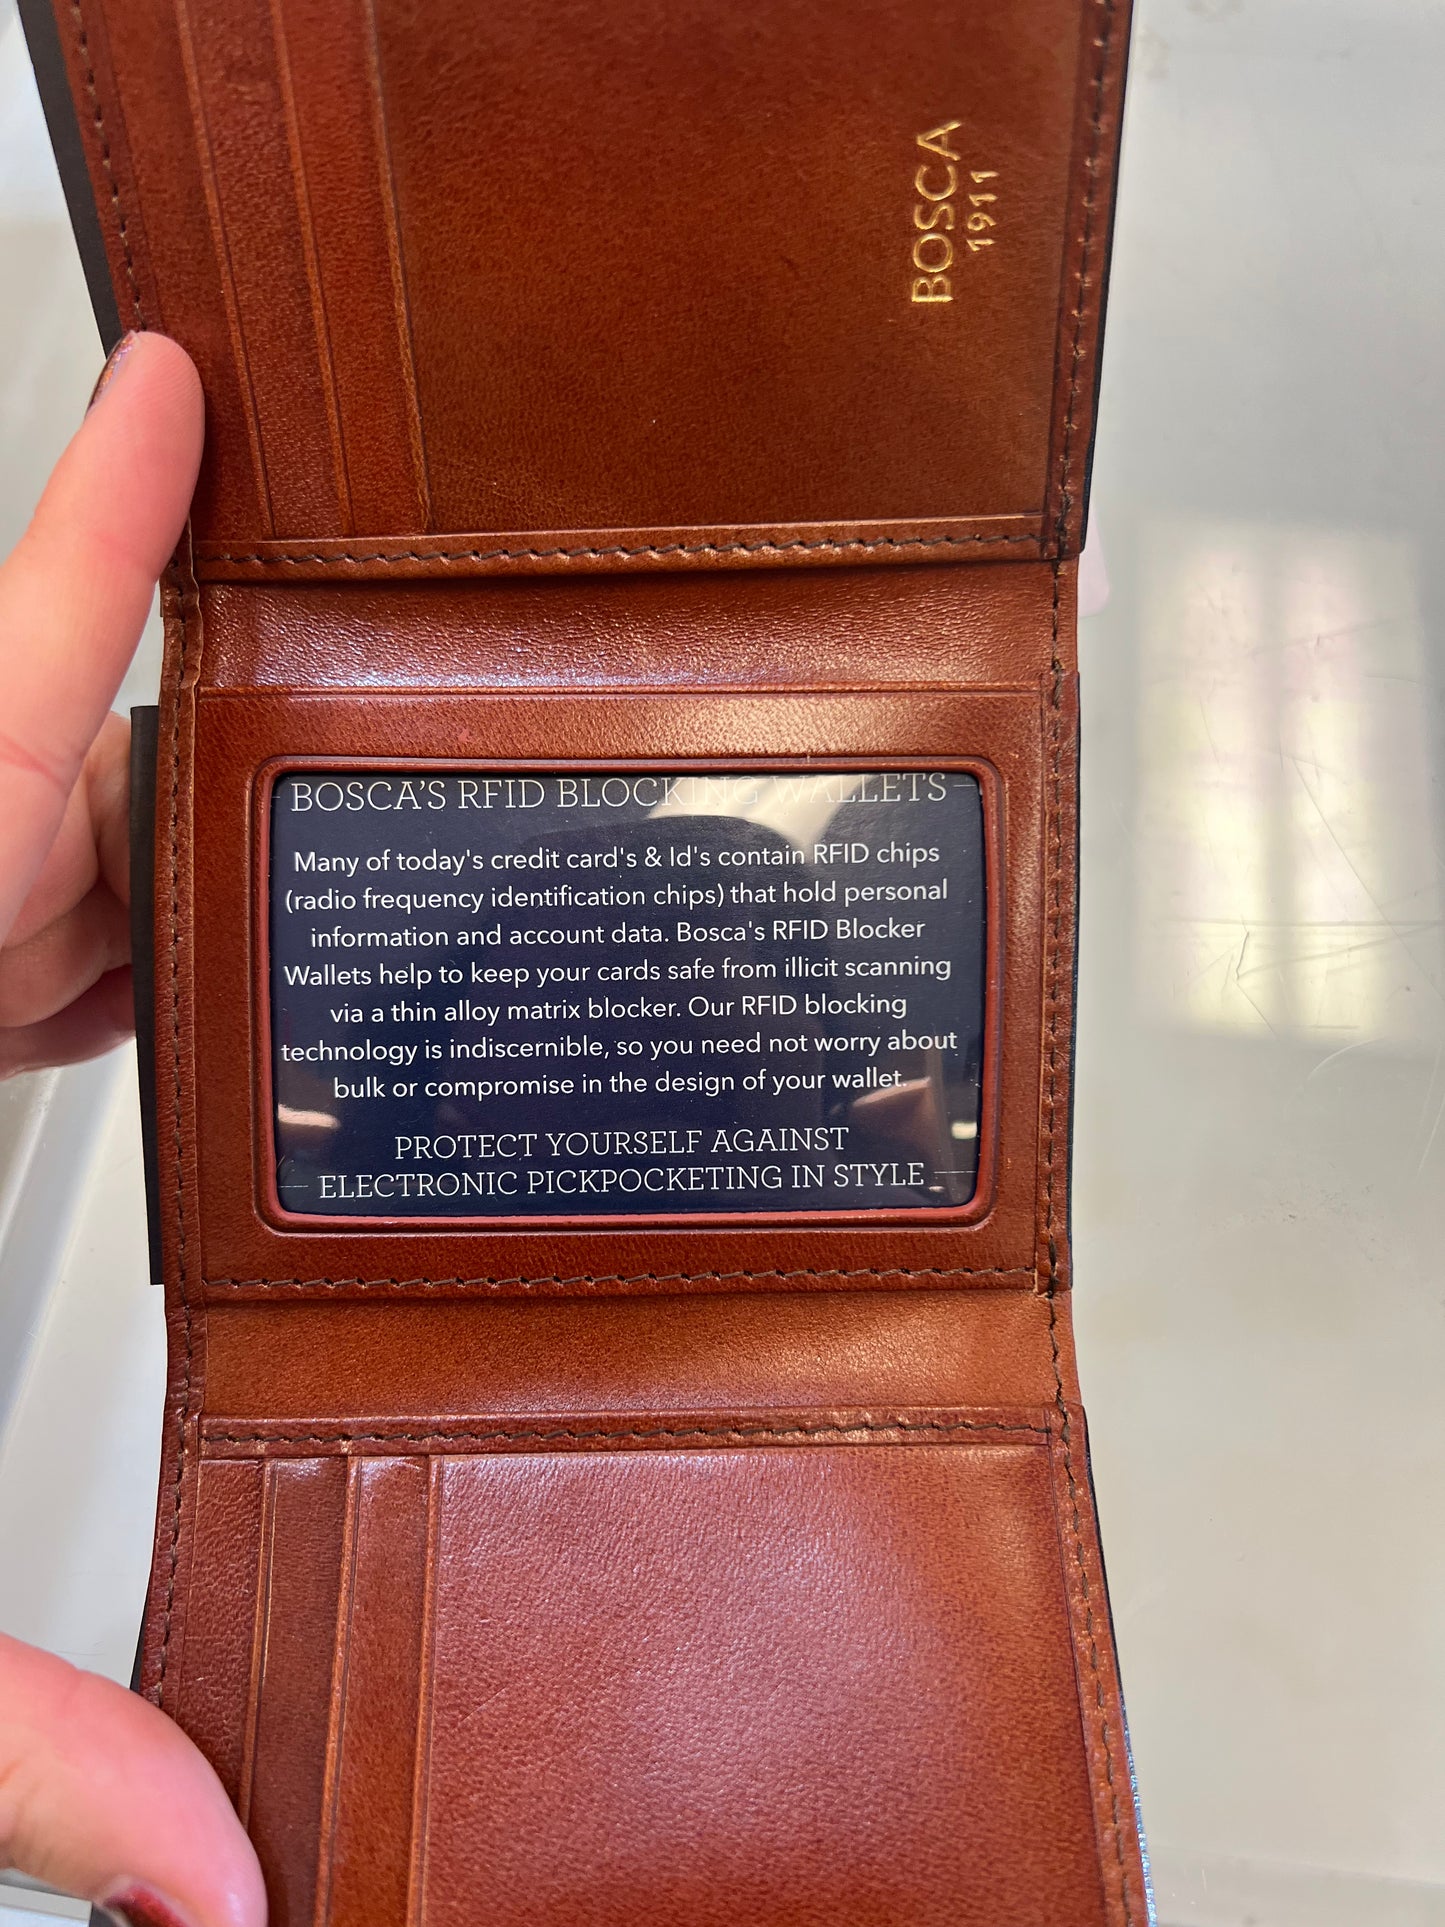 BOSCA
1911
BOSCA'S RFID BLOCKING WALLETS
Many of today's credit card's & Id's contain RFID chips
(radio frequency identification chips) that hold personal
information and account data. Bosca's RFID Blocker
Wallets help to keep your cards safe from illicit scanning
via a thin alloy matrix blocker. Our RFID blocking
technology is indiscernible, so you need not worry about
bulk or compromise in the design of your wallet.
PROTECT YOURSELF AGAINST
ELECTRONIC PICKPOCKETING IN STYLE